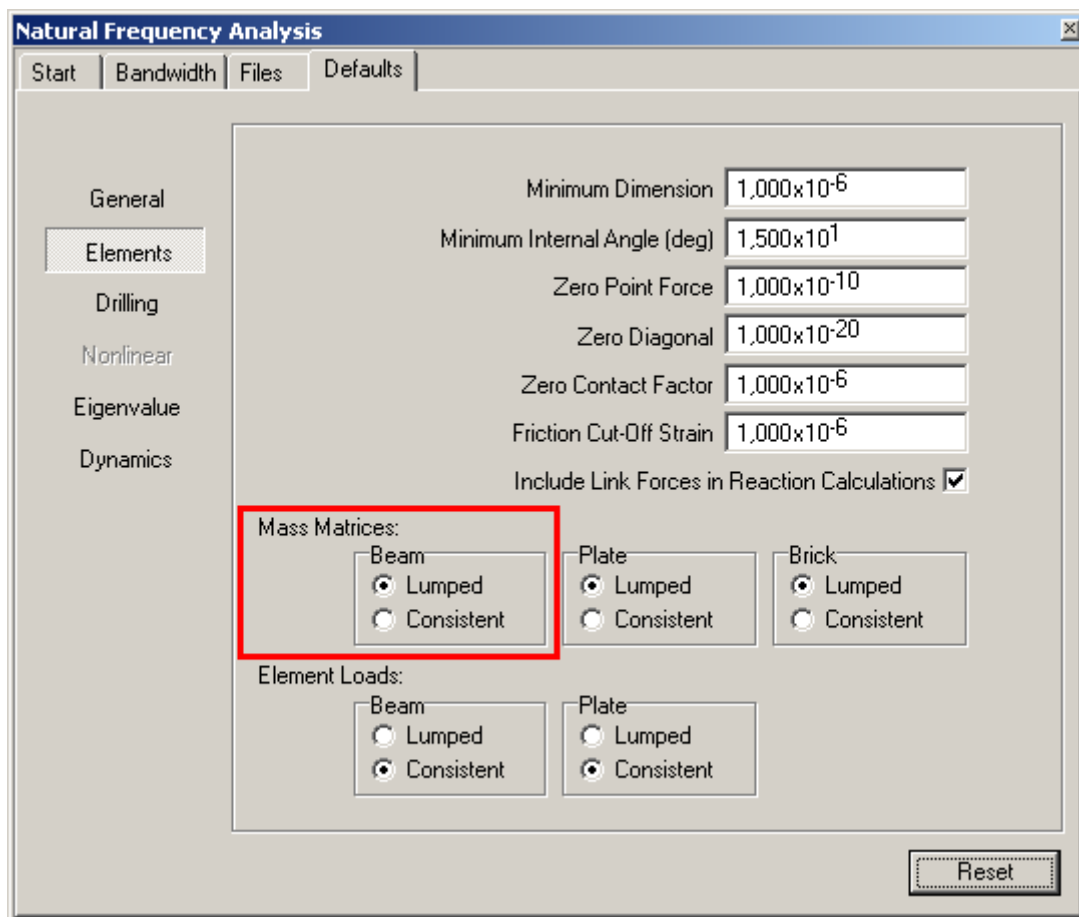 Natural Frequency Analysis
Start Bandwidth Files Defaults
General
Elements
Drilling
Nonlinear
Eigenvalue
Dynamics
Minimum Dimension 1,000x10-6
Minimum Internal Angle (deg) 1,500x101
Zero Point Force 1,000x10-10
Zero Diagonal 1,000x10-20
Zero Contact Factor 1,000x10-6
Friction Cut-Off Strain 1,000x10-6
Include Link Forces in Reaction Calculations
Mass Matrices:
Beam Plate Brick
Lumped Lumped Lumped
Consistent Consistent Consistent
Element Loads:
Beam Plate
Lumped Lumped
Consistent Consistent
Reset